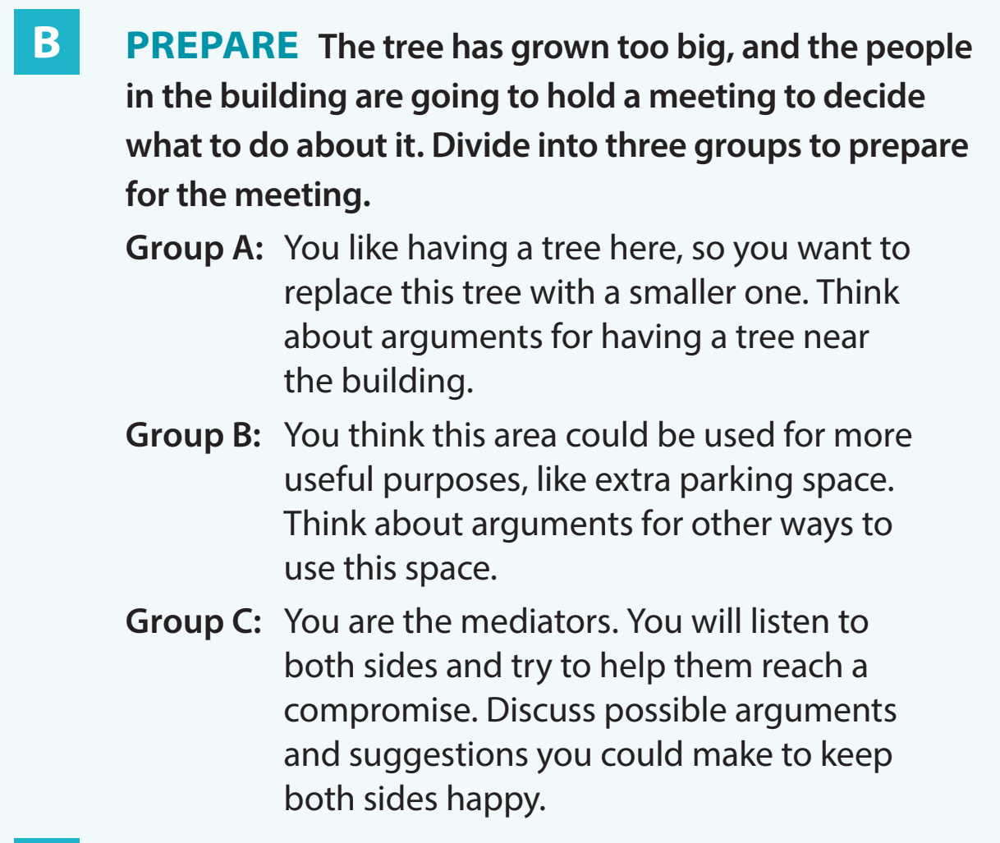 B
PREPARE The tree has grown too big, and the people
in the building are going to hold a meeting to decide
what to do about it. Divide into three groups to prepare
for the meeting.
Group A: You like having a tree here, so you want to
replace this tree with a smaller one. Think
about arguments for having a tree near
the building.
Group B: You think this area could be used for more
useful purposes, like extra parking space.
Think about arguments for other ways to
use this space.
Group C: You are the mediators. You will listen to
both sides and try to help them reach a
compromise. Discuss possible arguments
and suggestions you could make to keep
both sides happy.